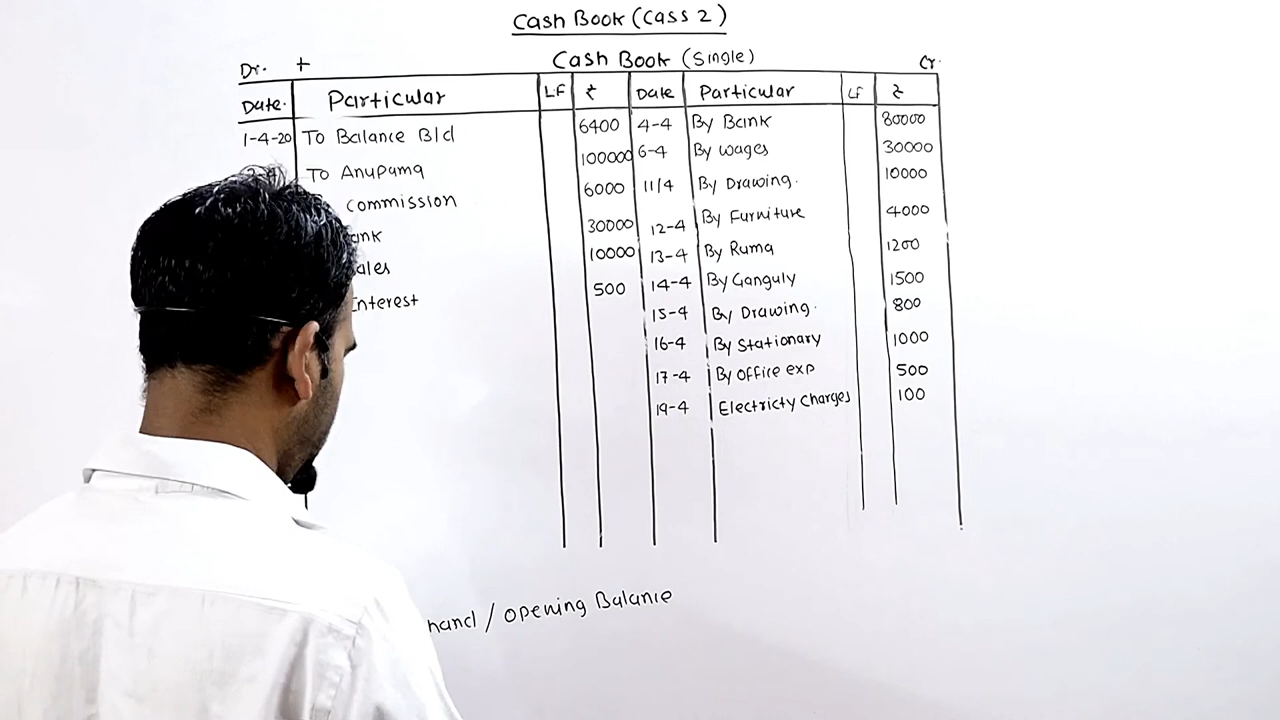 Cash Book (Cass 2)
Cash Book (Single)
Dr. + Cr.
Date. Particular LF ₹ Date Particular LF ₹
1-4-20 To Balance B/d 6400 4-4 By Bank 80000
To Anupama 100000 6-4 By wages 30000
commission 6000 11/4 By Drawing. 10000
30000 12-4 By Furniture 4000
10000 13-4 By Ruma 1200
Interest 500 14-4 By Ganguly 1500
15-4 By Drawing. 800
16-4 By Stationary 1000
17-4 By office exp 500
19-4 Electricty Charges 100
hand / opening Balance